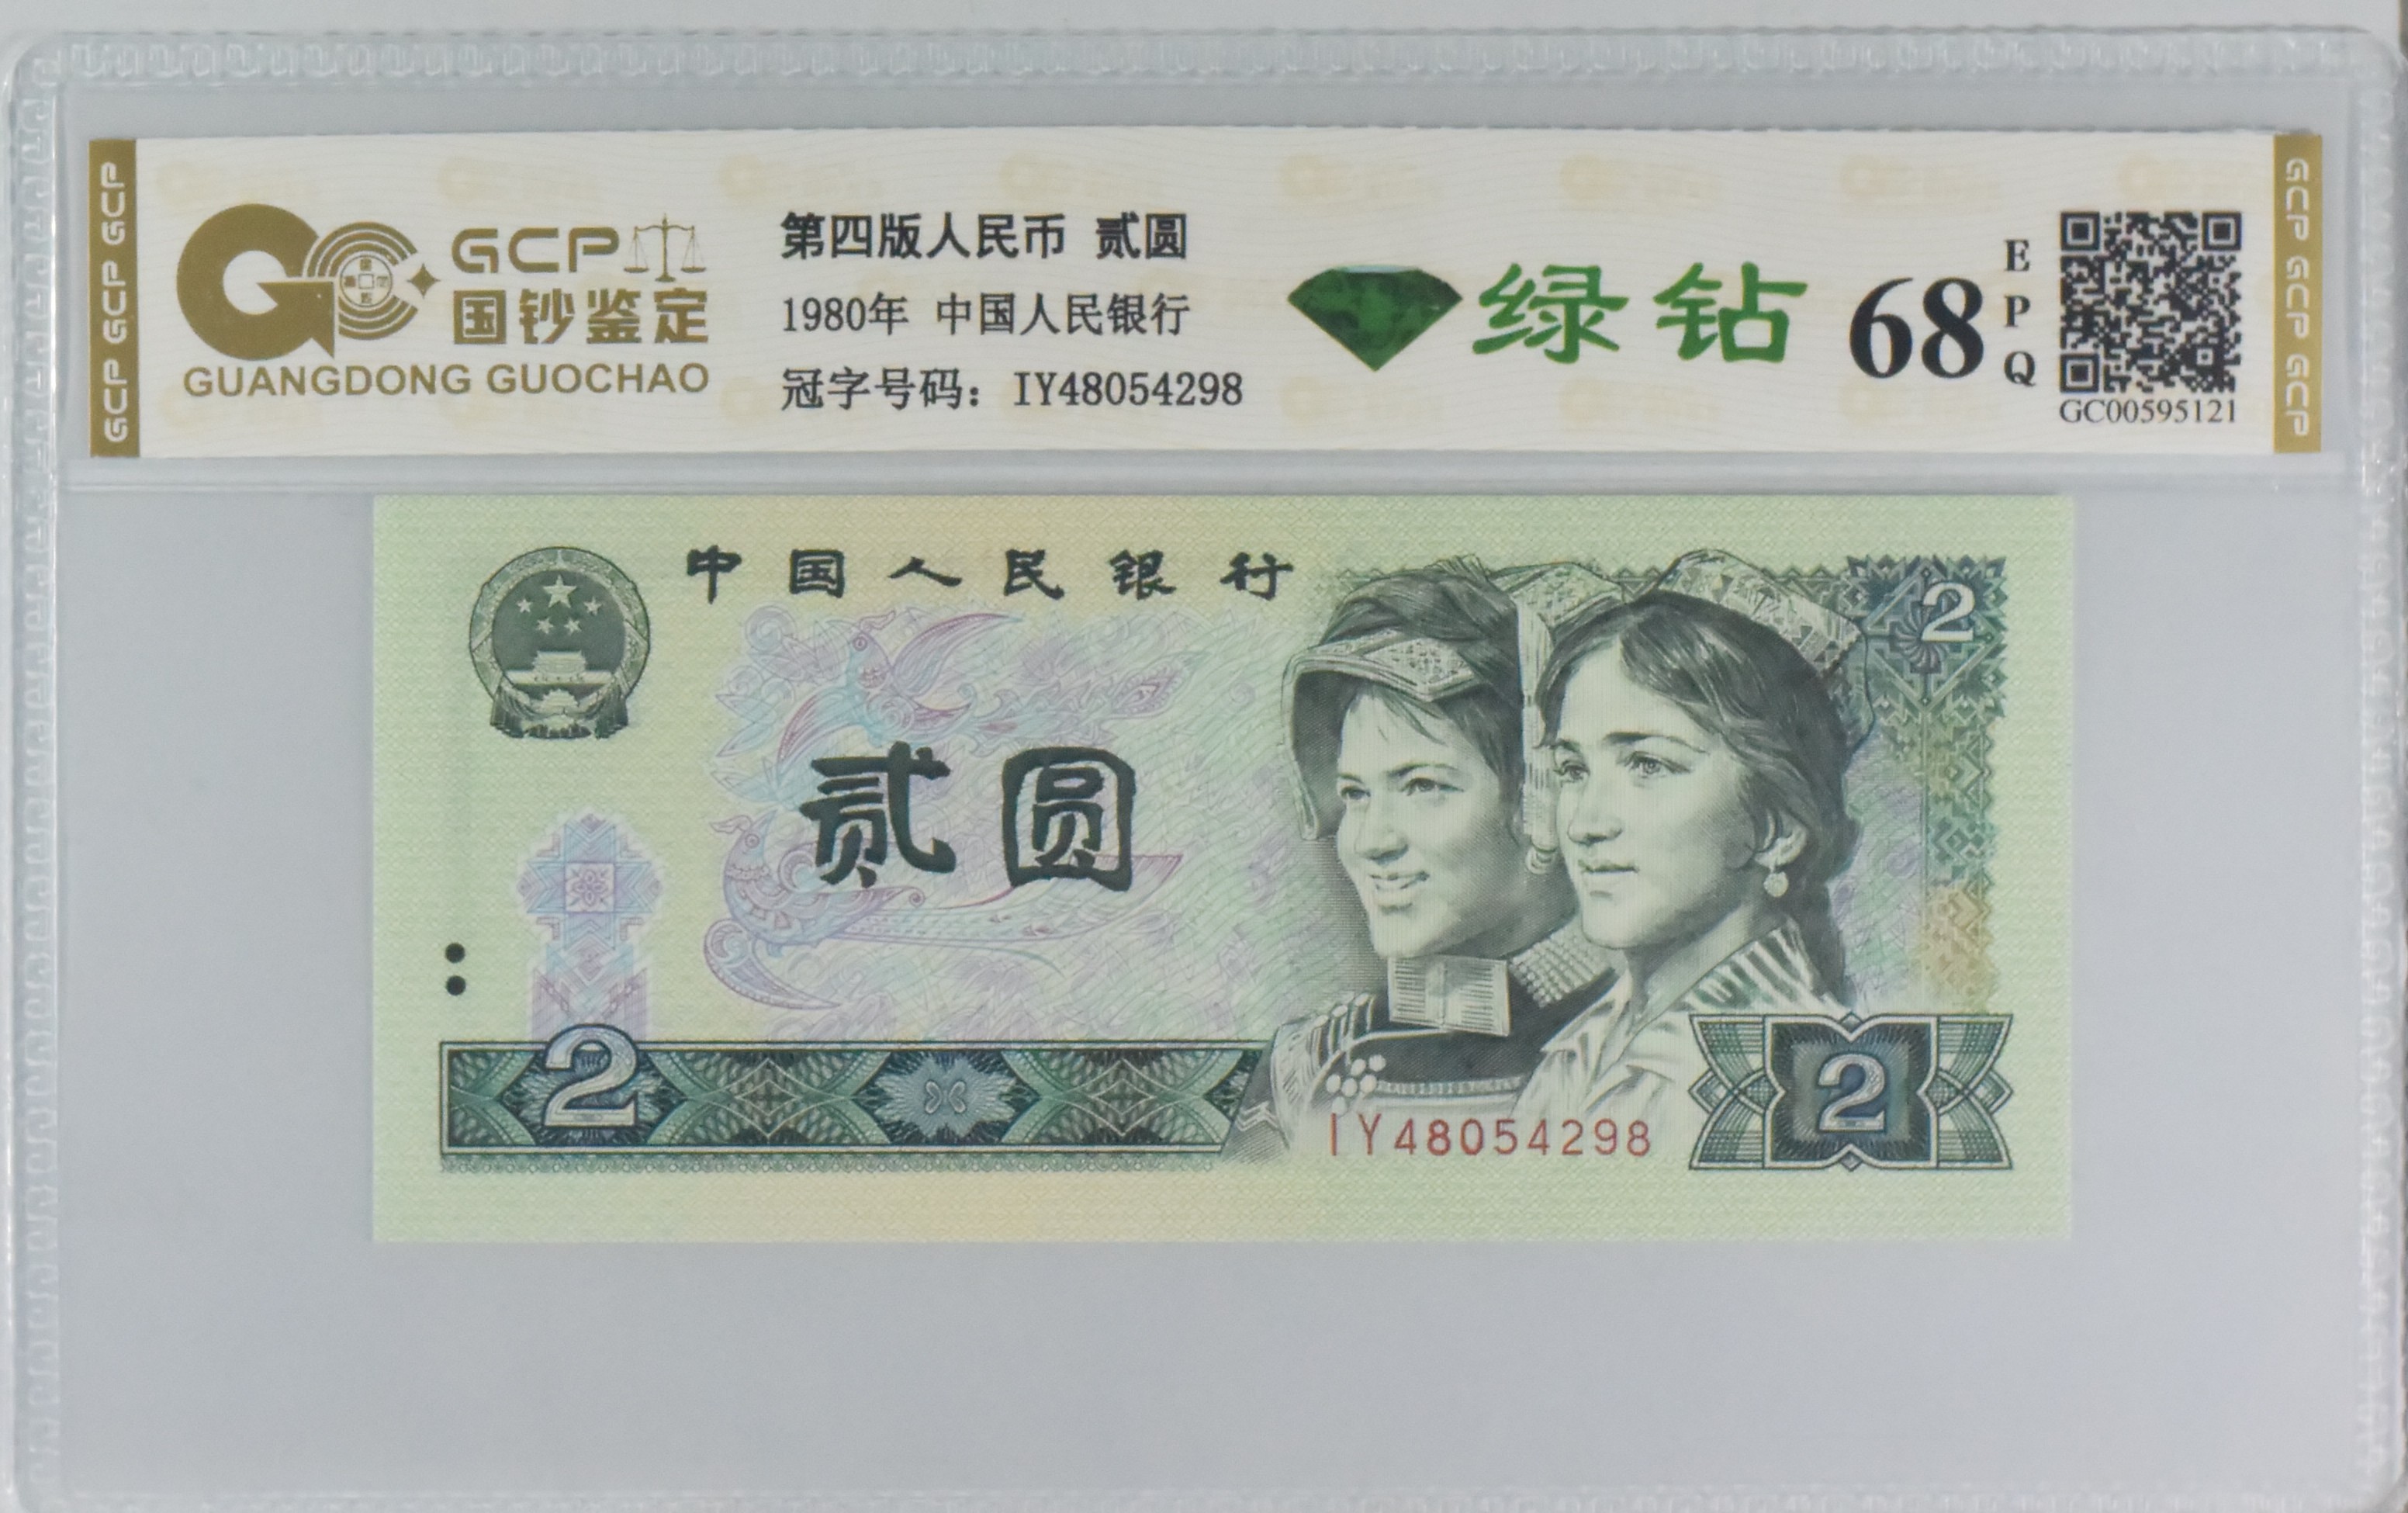 GCP GCP GCP
GCP
国钞鉴定
GUANGDONG GUOCHAO
第四版人民币 贰圆
1980年 中国人民银行
冠字号码：IY48054298
绿钻
68
EPQ
GC00595121
GCP GCP GCP
中国人民银行
2
贰圆
2
2
IY48054298